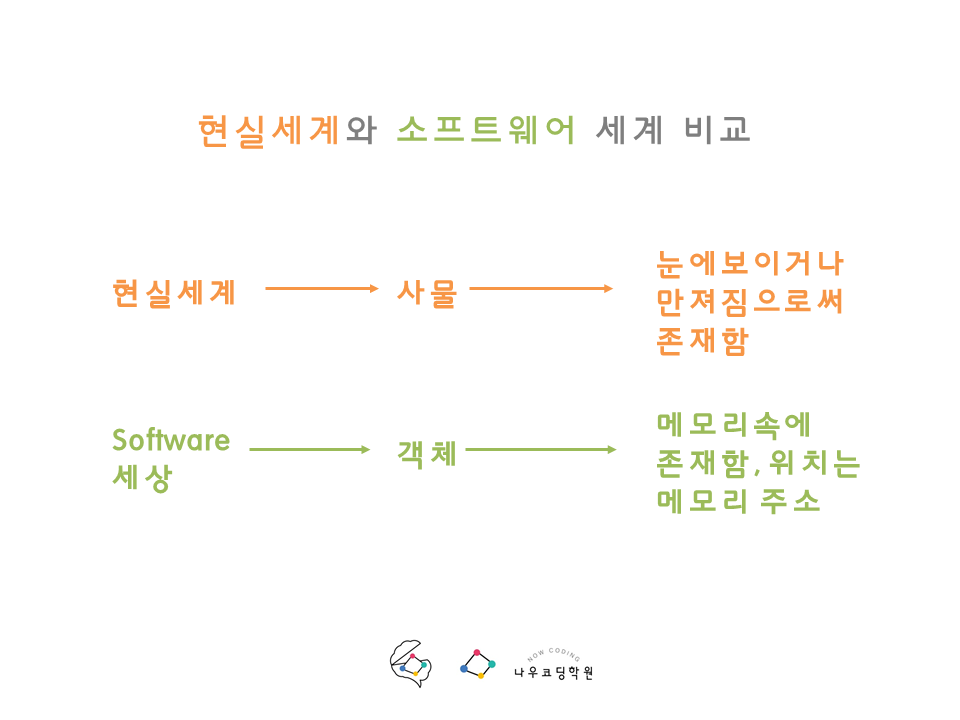 현실세계와 소프트웨어 세계 비교
현실세계
사물
눈에보이거나
만져짐으로써
존재함
Software
세상
객체
메모리속에
존재함, 위치는
메모리 주소
NOW CODING
나우코딩학원